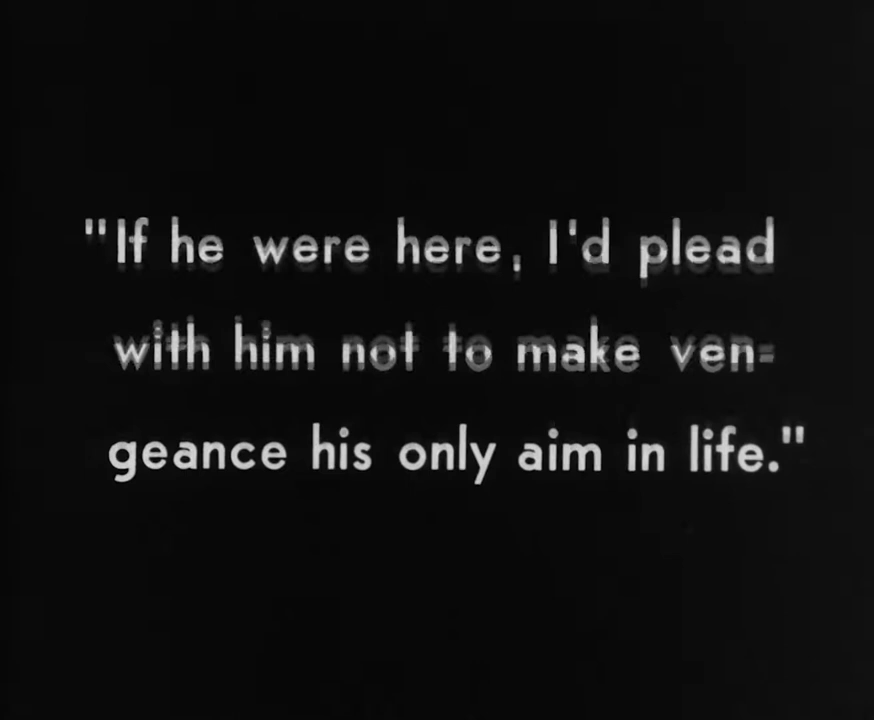 "If he were here, I'd plead
with him not to make ven-
geance his only aim in life."